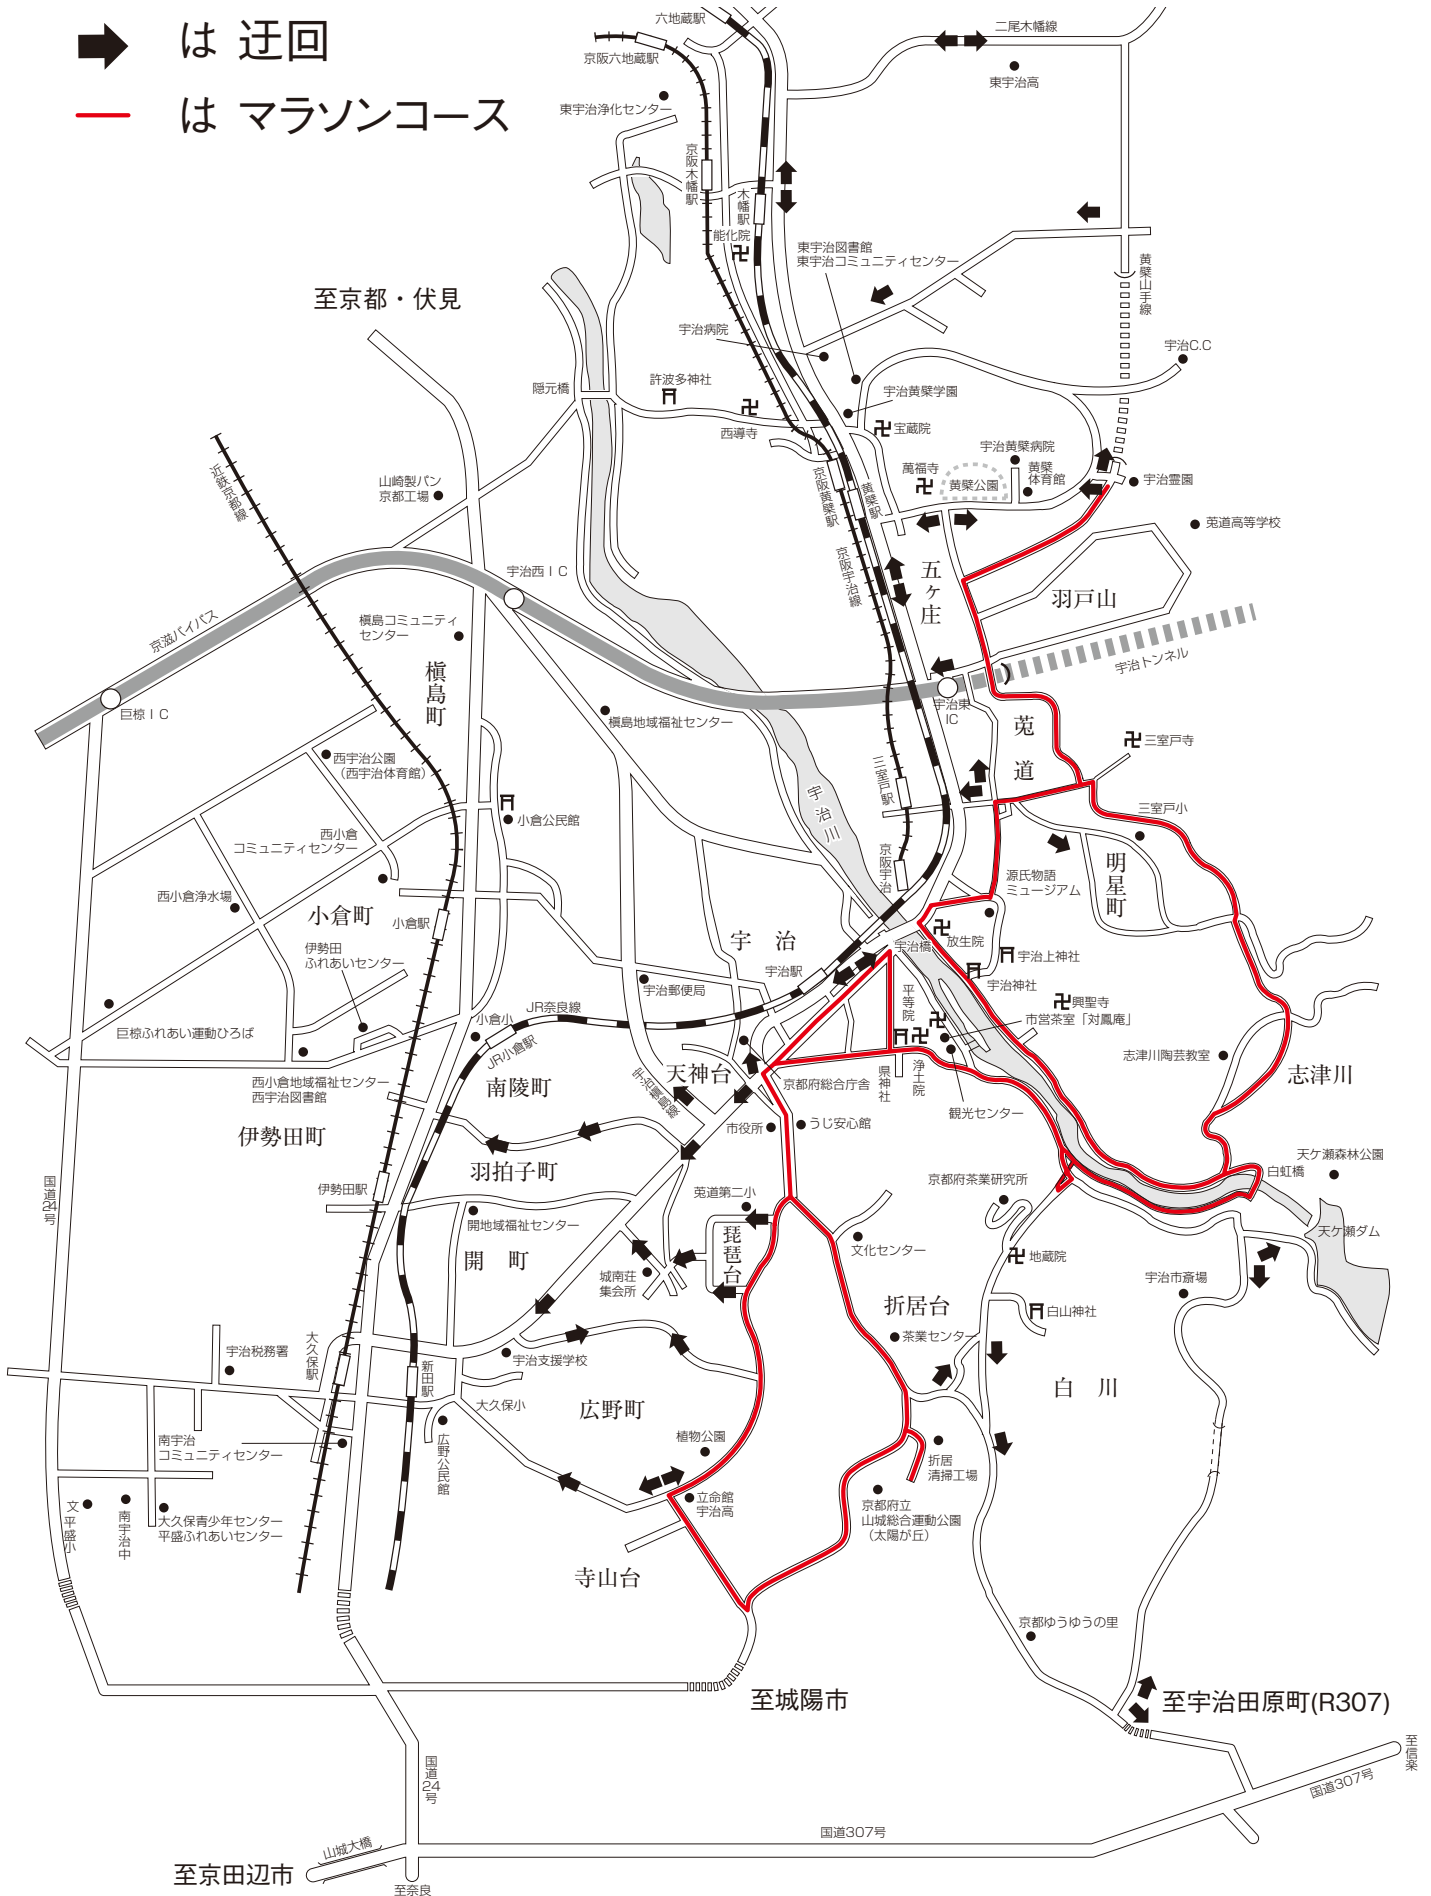 は 迂回
は マラソンコース
六地蔵駅
京阪六地蔵駅
二尾木幡線
東宇治高
東宇治浄化センター
京阪木幡駅
木幡駅
能化院
東宇治図書館
東宇治コミュニティセンター
黄檗山手線
至京都・伏見
宇治病院
宇治C.C
隠元橋
許波多神社
宇治黄檗学園
西導寺
宝蔵院
宇治黄檗病院
近鉄京都線
山崎製パン
京都工場
京阪黄檗駅
黄檗駅
萬福寺
黄檗公園
黄檗
体育館
宇治霊園
莵道高等学校
京阪宇治線
五ヶ庄
羽戸山
宇治西IC
京滋バイパス
槇島コミュニティ
センター
槇島町
宇治トンネル
巨椋IC
槇島地域福祉センター
宇治東
IC
莵道
三室戸寺
西宇治公園
（西宇治体育館）
三室戸駅
宇治川
三室戸小
小倉公民館
西小倉
コミュニティセンター
京阪宇治
明星町
源氏物語
ミュージアム
西小倉浄水場
小倉町
小倉駅
宇治
宇治橋
放生院
宇治上神社
伊勢田
ふれあいセンター
宇治駅
宇治神社
宇治郵便局
平等院
興聖寺
市営茶室「対鳳庵」
巨椋ふれあい運動ひろば
小倉小
JR奈良線
JR小倉駅
志津川陶芸教室
志津川
西小倉地域福祉センター
西宇治図書館
南陵町
天神台
宇治槇島線
京都府総合庁舎
県神社
浄土院
観光センター
伊勢田町
市役所
うじ安心館
羽拍子町
天ケ瀬森林公園
白虹橋
国道24号
伊勢田駅
莵道第二小
京都府茶業研究所
開地域福祉センター
琵琶台
文化センター
天ケ瀬ダム
開町
地蔵院
城南荘
集会所
宇治市斎場
折居台
白山神社
大久保駅
宇治税務署
新田駅
宇治支援学校
茶業センター
白川
大久保小
広野町
広野公民館
植物公園
南宇治
コミュニティセンター
折居
清掃工場
立命館
宇治高
京都府立
山城総合運動公園
（太陽が丘）
文
平盛小
南宇治中
大久保青少年センター
平盛ふれあいセンター
寺山台
京都ゆうゆうの里
至城陽市
至宇治田原町(R307)
国道24号
至信楽
国道307号
国道307号
山城大橋
至京田辺市
至奈良